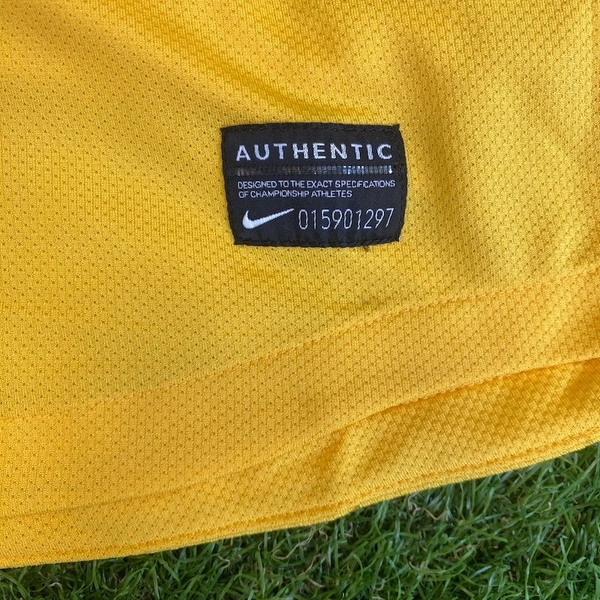 AUTHENTIC
DESIGNED TO THE EXACT SPECIFICATIONS
OF CHAMPIONSHIP ATHLETES
015901297